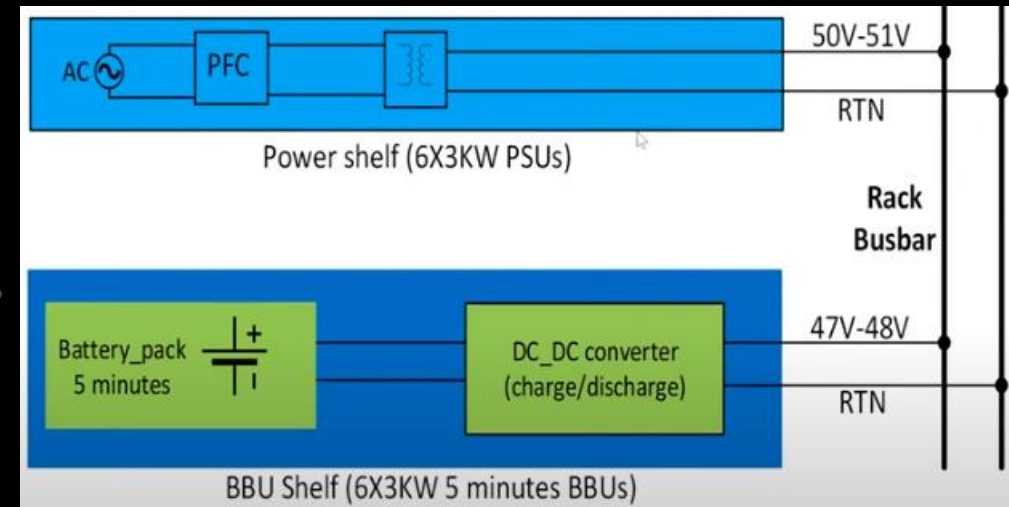 50V-51V
AC
PFC
RTN
Power shelf (6X3KW PSUs)
Rack
Busbar
47V-48V
Battery_pack
5 minutes
+
DC_DC converter
(charge/discharge)
RTN
BBU Shelf (6X3KW 5 minutes BBUs)